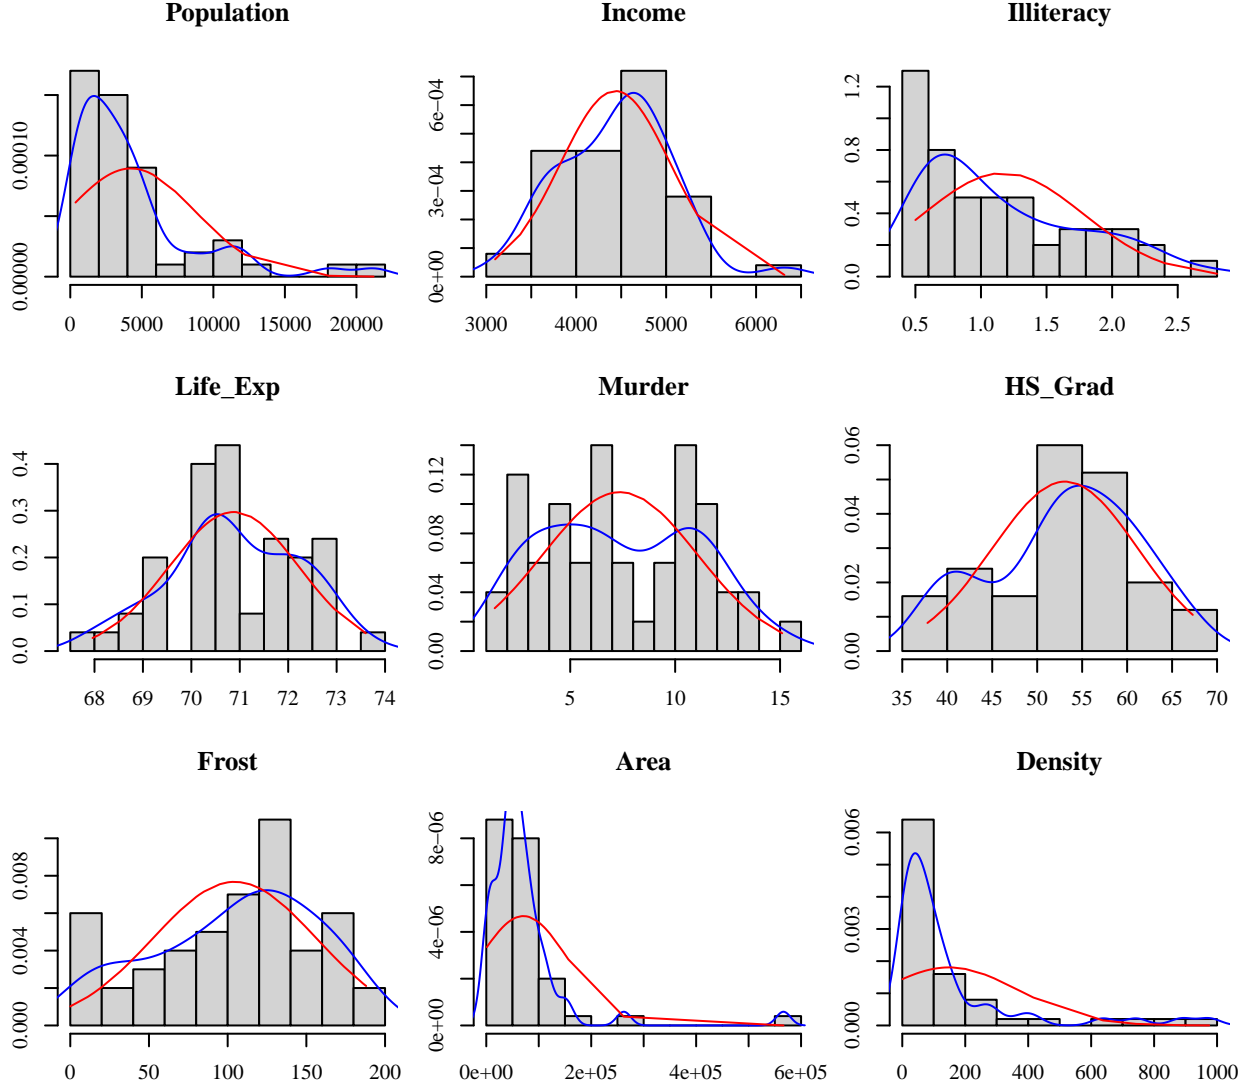 Population
0.00000 0.00010
0 5000 10000 15000 20000
Income
0e+00 3e−04 6e−04
3000 4000 5000 6000
Illiteracy
0.0 0.4 0.8 1.2
0.5 1.0 1.5 2.0 2.5
Life_Exp
0.0 0.1 0.2 0.3 0.4
68 69 70 71 72 73 74
Murder
0.00 0.04 0.08 0.12
5 10 15
HS_Grad
0.00 0.02 0.04 0.06
35 40 45 50 55 60 65 70
Frost
0.000 0.004 0.008
0 50 100 150 200
Area
0e+00 4e−06 8e−06
0e+00 2e+05 4e+05 6e+05
Density
0.000 0.003 0.006
0 200 400 600 800 1000